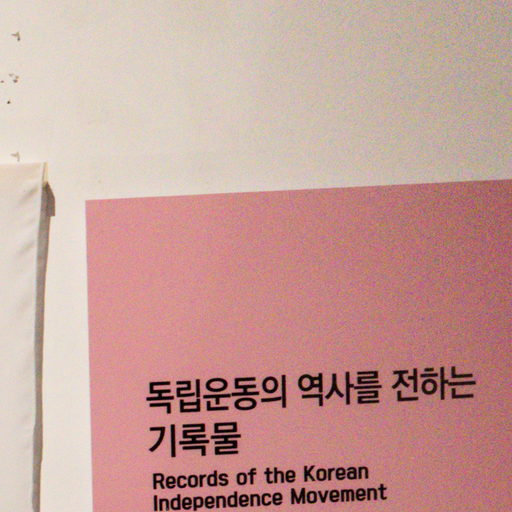 독립운동의 역사를 전하는
기록물
Records of the Korean
Independence Movement